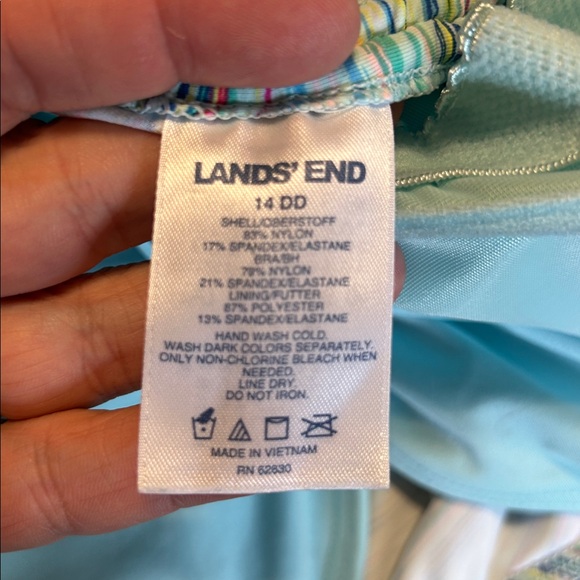 LANDS' END
14 DD
SHELL/OBERSTOFF
83% NYLON
17% SPANDEX/ELASTANE
BRA/BH
79% NYLON
21% SPANDEX/ELASTANE
LINING/FUTTER
87% POLYESTER
13% SPANDEX/ELASTANE
HAND WASH COLD.
WASH DARK COLORS SEPARATELY.
ONLY NON-CHLORINE BLEACH WHEN
NEEDED.
LINE DRY.
DO NOT IRON.
MADE IN VIETNAM
RN 62630